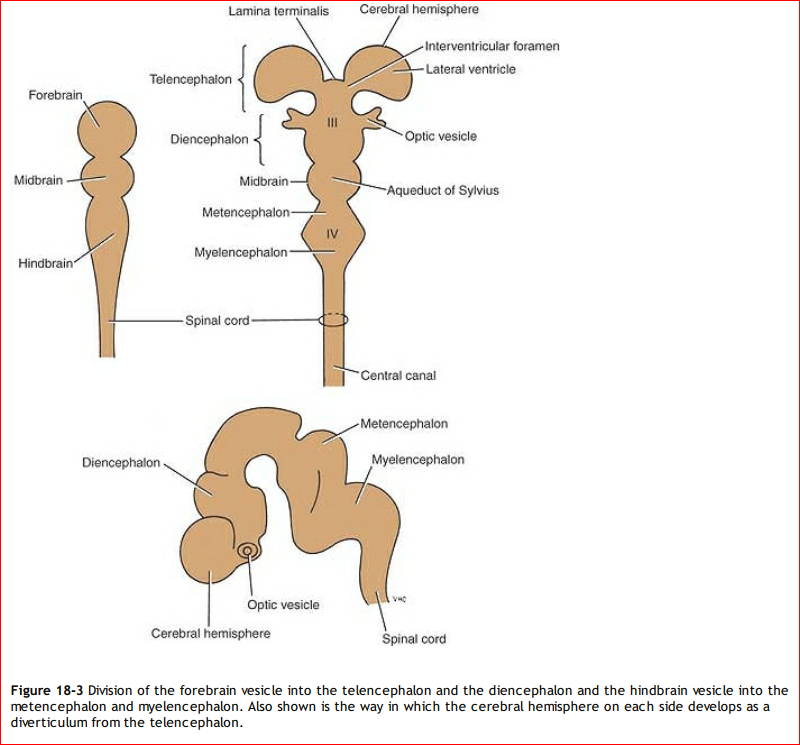 Lamina terminalis
Cerebral hemisphere
Interventricular foramen
Lateral ventricle
Telencephalon
Forebrain
III
Optic vesicle
Diencephalon
Midbrain
Midbrain
Aqueduct of Sylvius
Metencephalon
IV
Myelencephalon
Hindbrain
Spinal cord
Central canal
Metencephalon
Diencephalon
Myelencephalon
VHC
Optic vesicle
Cerebral hemisphere
Spinal cord
Figure 18-3 Division of the forebrain vesicle into the telencephalon and the diencephalon and the hindbrain vesicle into the
metencephalon and myelencephalon. Also shown is the way in which the cerebral hemisphere on each side develops as a
diverticulum from the telencephalon.